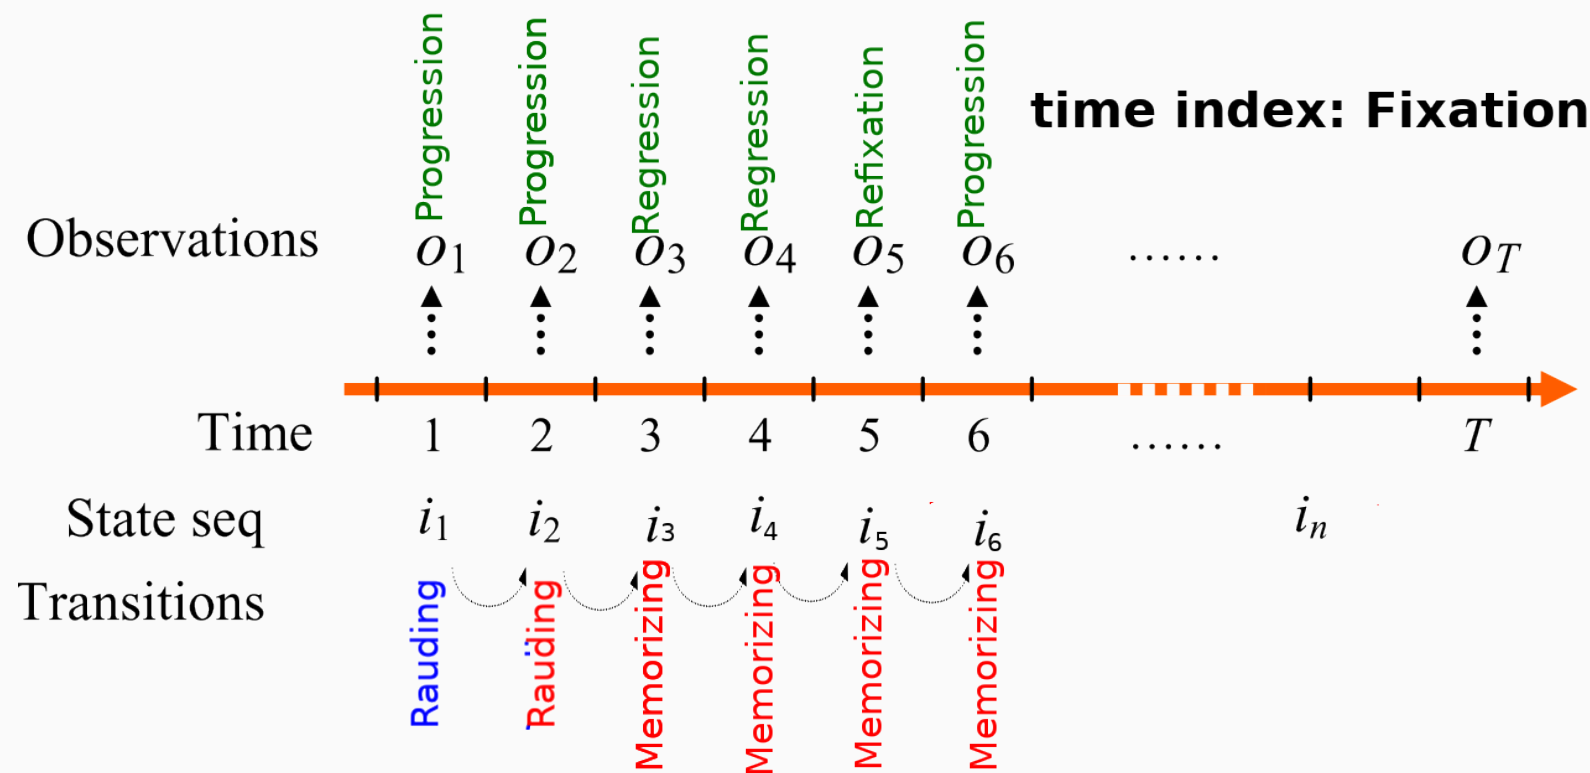 Progression Progression Regression Regression Refixation Progression
time index: Fixation
Observations o1 o2 o3 o4 o5 o6 ...... oT
Time 1 2 3 4 5 6 ...... T
State seq i1 i2 i3 i4 i5 i6 in
Transitions
Rauding Rauding Memorizing Memorizing Memorizing Memorizing